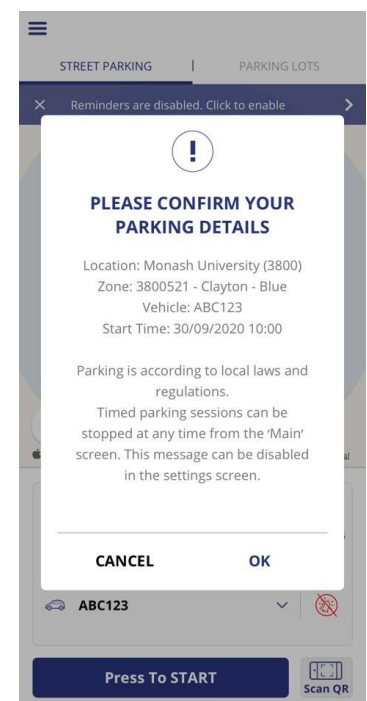 STREET PARKING | PARKING LOTS
Reminders are disabled. Click to enable
PLEASE CONFIRM YOUR
PARKING DETAILS
Location: Monash University (3800)
Zone: 3800521 - Clayton - Blue
Vehicle: ABC123
Start Time: 30/09/2020 10:00
Parking is according to local laws and
regulations.
Timed parking sessions can be
stopped at any time from the 'Main'
screen. This message can be disabled
in the settings screen.
CANCEL OK
ABC123
Press To START
Scan QR